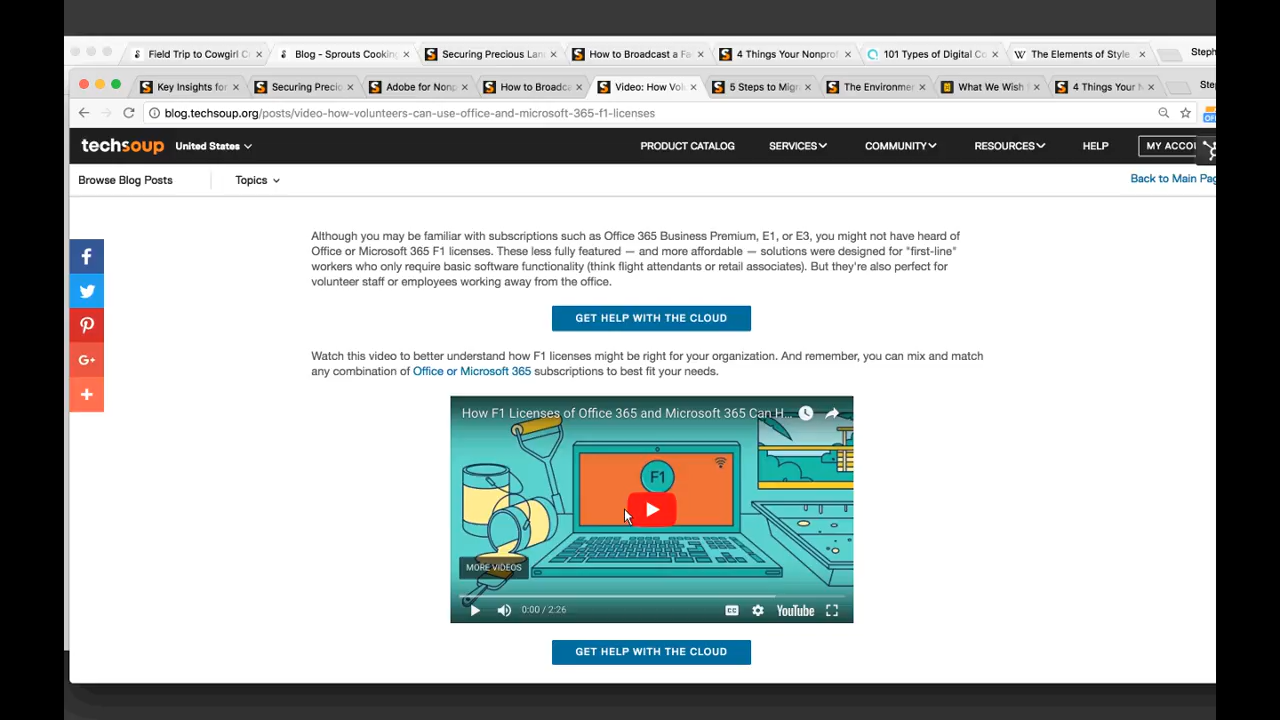 Field Trip to Cowgirl C
Blog - Sprouts Cooking
Securing Precious Lan
How to Broadcast a Fa
4 Things Your Nonprof
101 Types of Digital Co
The Elements of Style
Steph
Key Insights for
Securing Precio
Adobe for Nonp
How to Broadca
Video: How Vol
5 Steps to Migr
The Environmen
What We Wish
4 Things Your N
Ste
blog.techsoup.org/posts/video-how-volunteers-can-use-office-and-microsoft-365-f1-licenses
OFF
techsoup
United States
PRODUCT CATALOG
SERVICES
COMMUNITY
RESOURCES
HELP
MY ACCOU
Browse Blog Posts
Topics
Back to Main Pag
Although you may be familiar with subscriptions such as Office 365 Business Premium, E1, or E3, you might not have heard of
Office or Microsoft 365 F1 licenses. These less fully featured — and more affordable — solutions were designed for "first-line"
workers who only require basic software functionality (think flight attendants or retail associates). But they're also perfect for
volunteer staff or employees working away from the office.
GET HELP WITH THE CLOUD
Watch this video to better understand how F1 licenses might be right for your organization. And remember, you can mix and match
any combination of Office or Microsoft 365 subscriptions to best fit your needs.
How F1 Licenses of Office 365 and Microsoft 365 Can H...
F1
MORE VIDEOS
0:00 / 2:26
CC
YouTube
GET HELP WITH THE CLOUD